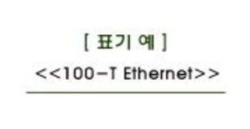 [ 표기 예 ]
<<100-T Ethernet>>